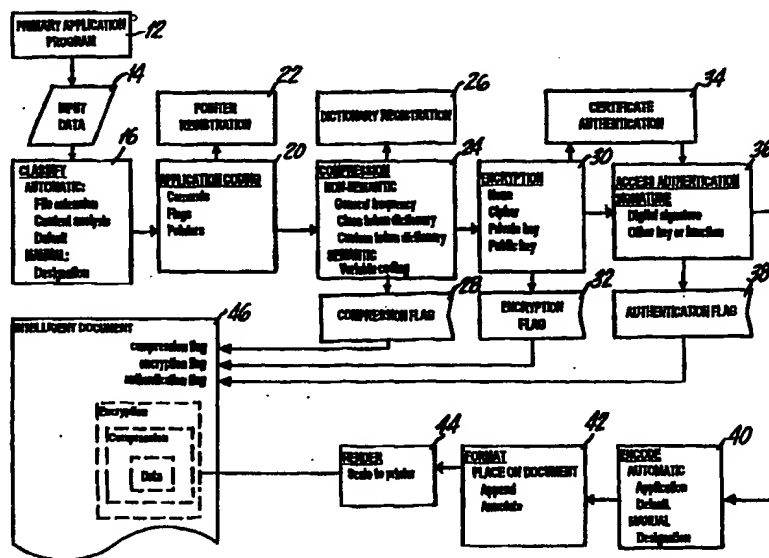 PRIMARY APPLICATION
PROGRAM
12
14
INPUT
DATA
22
POINTER
REGISTRATION
26
DICTIONARY REGISTRATION
34
CERTIFICATE
AUTHENTICATION
16
CLASSIFY
AUTOMATIC:
File extension
Content analysis
Default
MANUAL:
Designation
20
APPLICATION CODING
Commands
Flags
Pointers
24
COMPRESSION
NON-SEMANTIC
General frequency
Class token dictionary
Custom token dictionary
SEMANTIC
Variable coding
30
ENCRYPTION
None
Cipher
Private key
Public key
36
ACCESS AUTHENTICATION
SIGNATURE
Digital signature
Other key or function
28
COMPRESSION FLAG
32
ENCRYPTION
FLAG
38
AUTHENTICATION FLAG
46
INTELLIGENT DOCUMENT
compression flag
encryption flag
authentication flag
Encryption
Compression
Data
44
RENDER
Scale to printer
42
FORMAT
PLACE ON DOCUMENT
Append
Annotate
40
ENCODE
AUTOMATIC
Application
Default
MANUAL
Designation